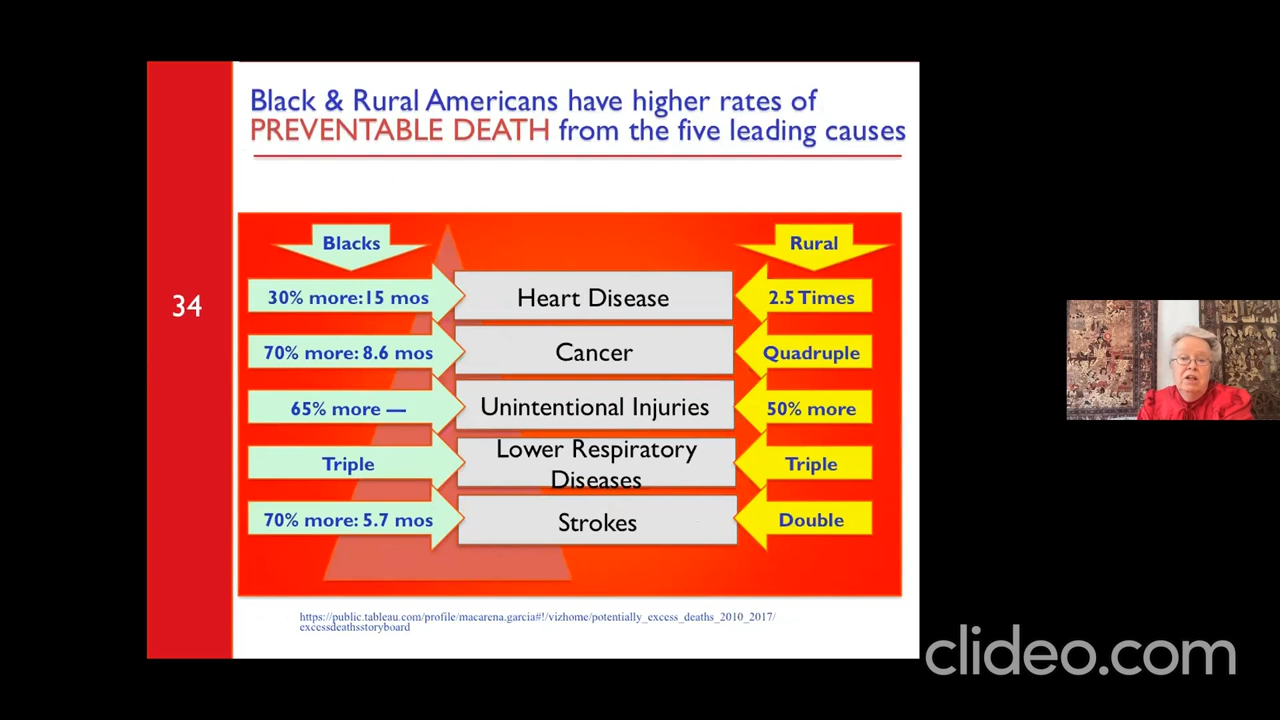 Black & Rural Americans have higher rates of
PREVENTABLE DEATH from the five leading causes
34
Blacks
Rural
30% more:15 mos
Heart Disease
2.5 Times
70% more: 8.6 mos
Cancer
Quadruple
65% more —
Unintentional Injuries
50% more
Triple
Lower Respiratory
Diseases
Triple
70% more: 5.7 mos
Strokes
Double
https://public.tableau.com/profile/macarena.garcia#!/vizhome/potentially_excess_deaths_2010_2017/
excessdeathsstoryboard
clideo.com